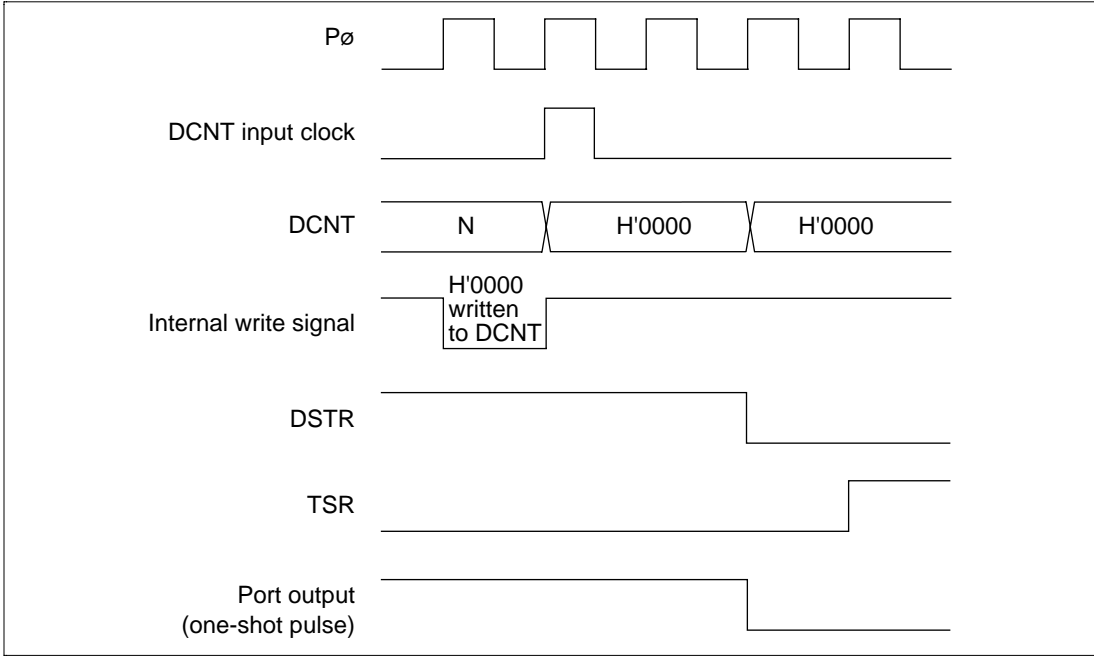 Pø
DCNT input clock
DCNT
N
H'0000
H'0000
Internal write signal
H'0000
written
to DCNT
DSTR
TSR
Port output
(one-shot pulse)